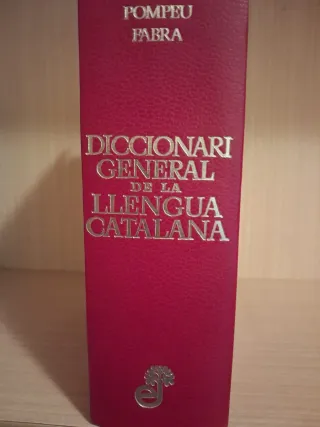 POMPEU
FABRA
DICCIONARI
GENERAL
DE LA
LLENGUA
CATALANA